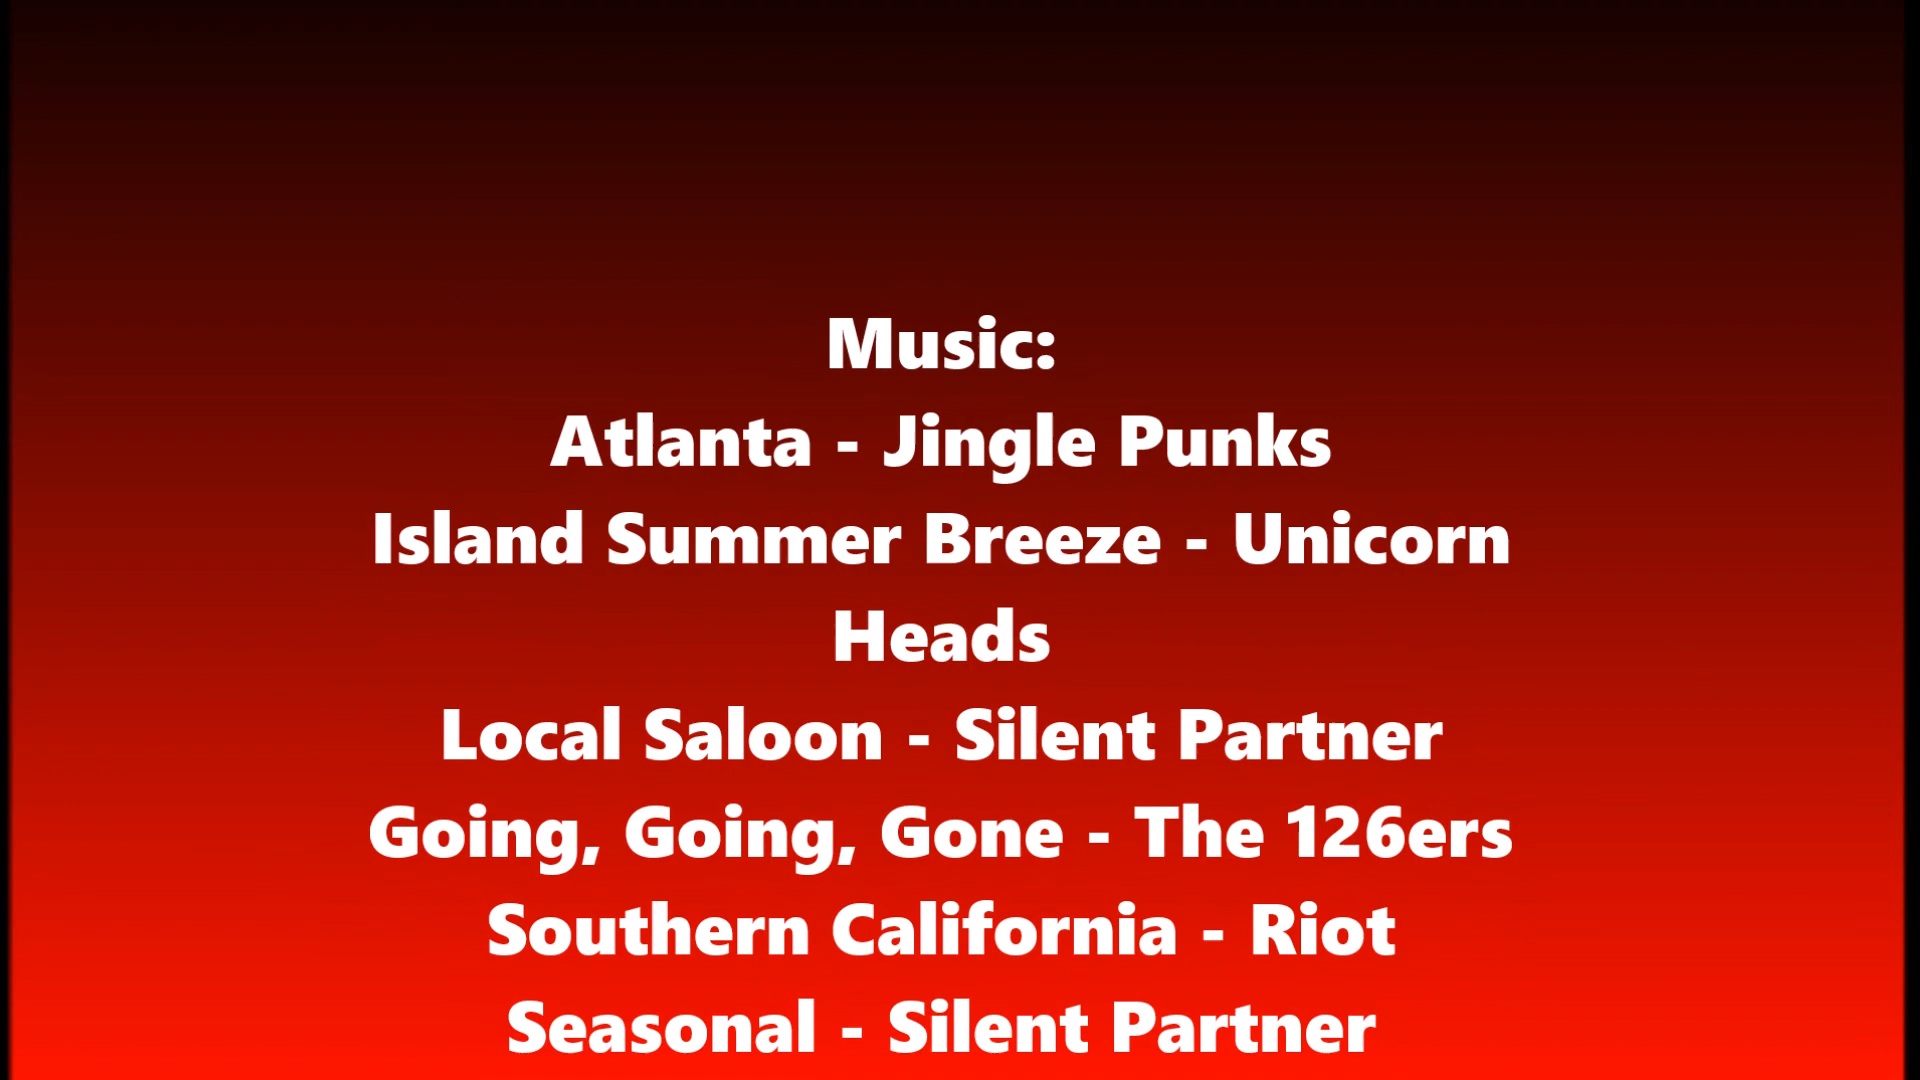 Music:
Atlanta - Jingle Punks
Island Summer Breeze - Unicorn
Heads
Local Saloon - Silent Partner
Going, Going, Gone - The 126ers
Southern California - Riot
Seasonal - Silent Partner